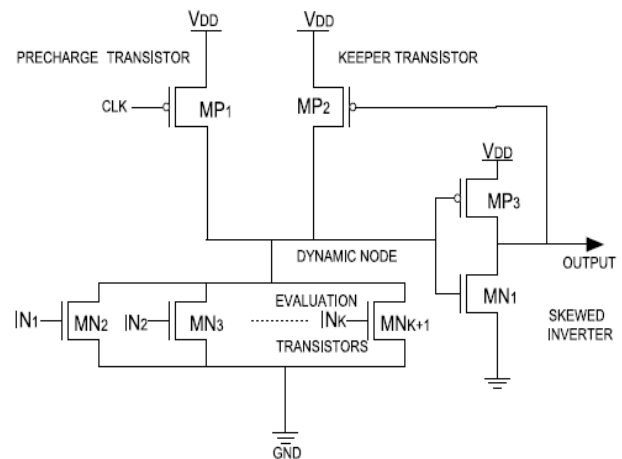 VDD
VDD
PRECHARGE TRANSISTOR
KEEPER TRANSISTOR
CLK
MP1
MP2
VDD
MP3
DYNAMIC NODE
OUTPUT
IN1
MN2
IN2
MN3
EVALUATION
..........
INK
MNK+1
TRANSISTORS
MN1
SKEWED
INVERTER
GND